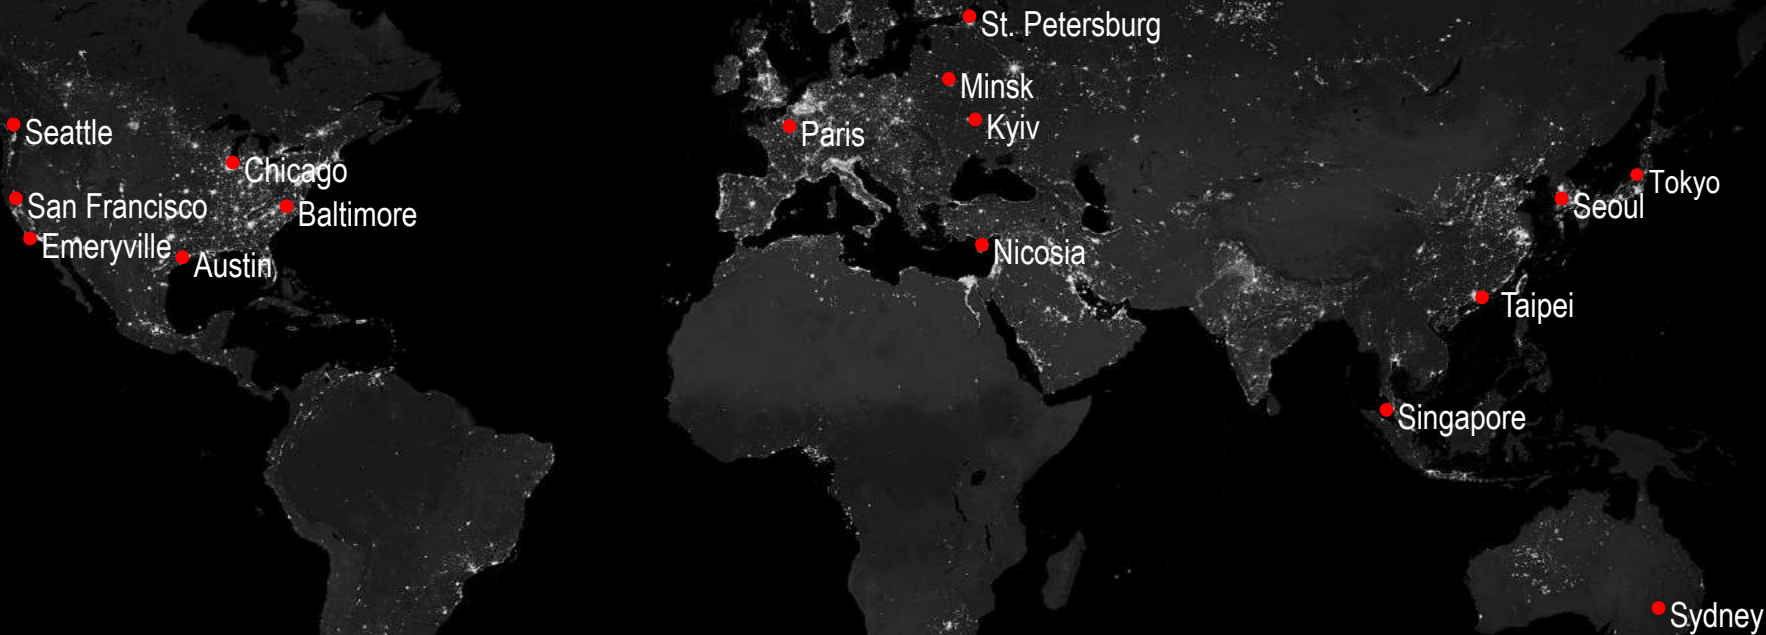 St. Petersburg
Minsk
Seattle
Paris
Kyiv
Chicago
San Francisco
Baltimore
Tokyo
Seoul
Emeryville
Austin
Nicosia
Taipei
Singapore
Sydney